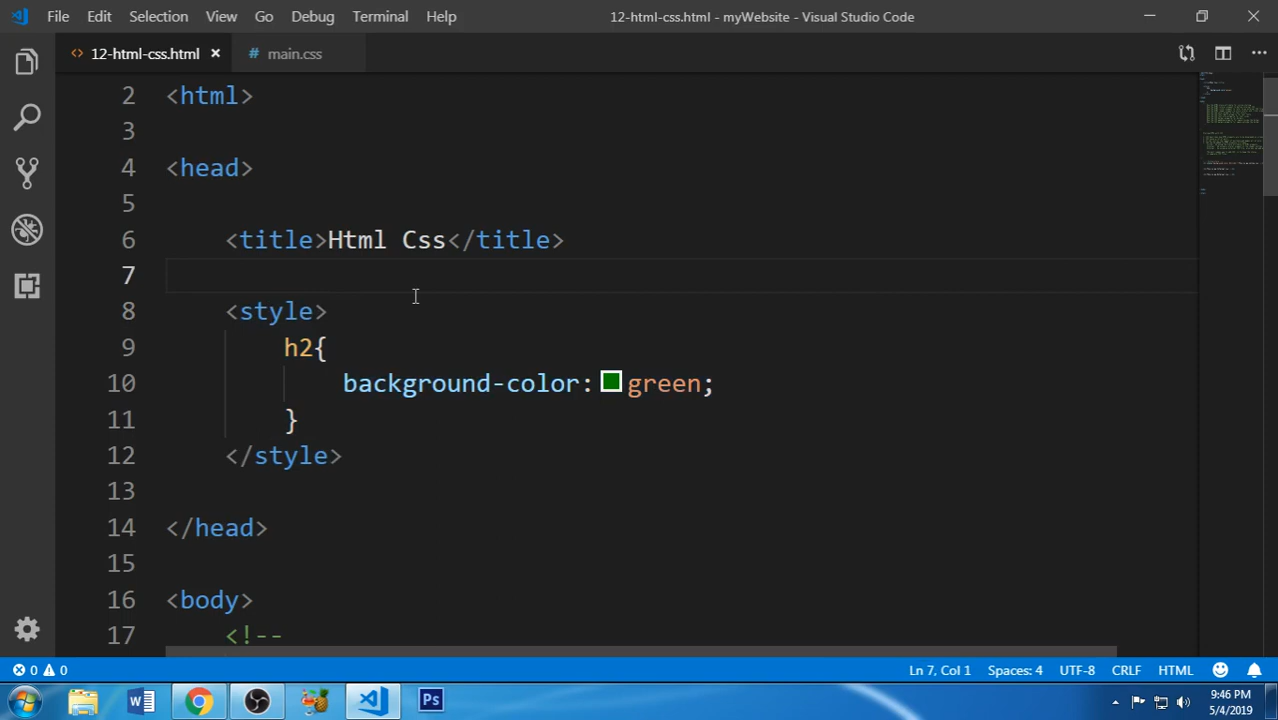 File Edit Selection View Go Debug Terminal Help 12-html-css.html - myWebsite - Visual Studio Code
<> 12-html-css.html × # main.css
2 <html>
3
4 <head>
5
6 <title>Html Css</title>
7
8 <style>
9 h2{
10 background-color: green;
11 }
12 </style>
13
14 </head>
15
16 <body>
17 <!--
0 0 Ln 7, Col 1 Spaces: 4 UTF-8 CRLF HTML
W Ps 9:46 PM
5/4/2019